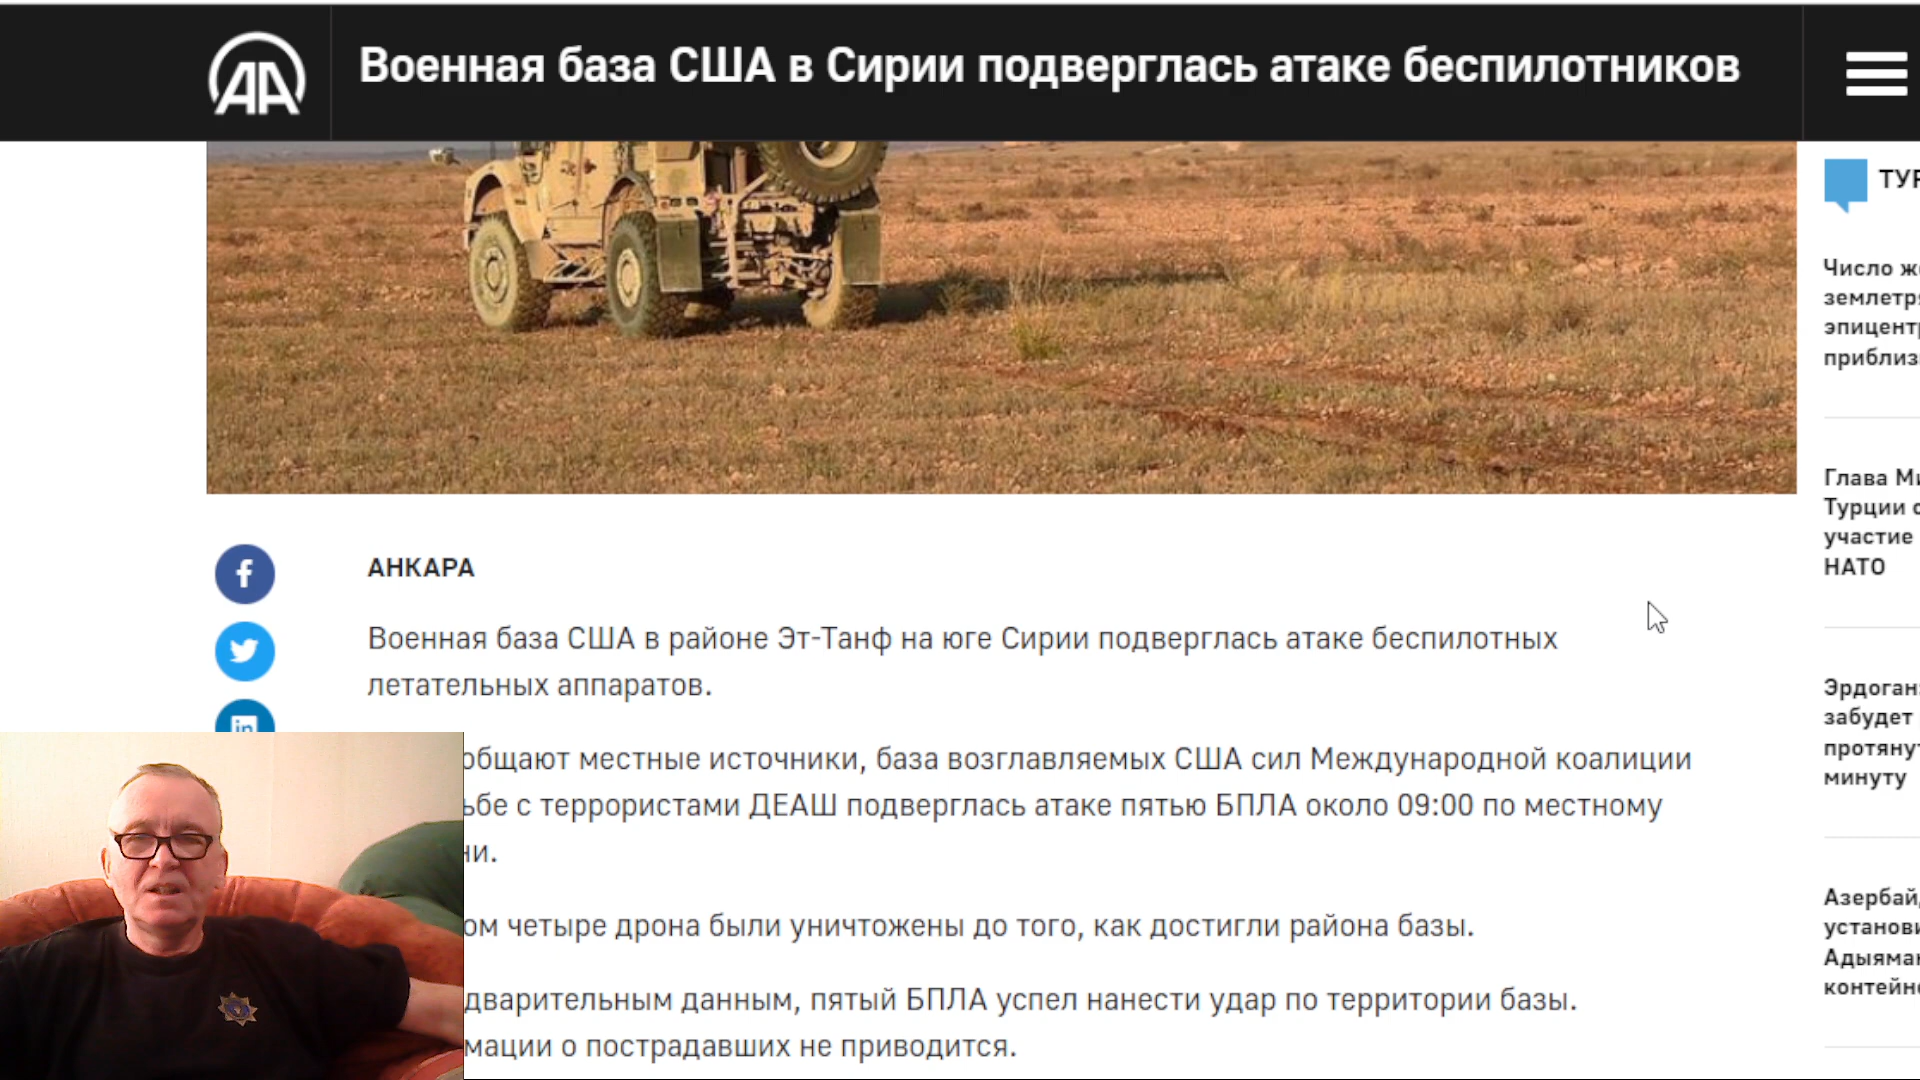 AA
Военная база США в Сирии подверглась атаке беспилотников
АНКАРА
Военная база США в районе Эт-Танф на юге Сирии подверглась атаке беспилотных
летательных аппаратов.
общают местные источники, база возглавляемых США сил Международной коалиции
ьбе с террористами ДЕАШ подверглась атаке пятью БПЛА около 09:00 по местному
ни.
ом четыре дрона были уничтожены до того, как достигли района базы.
дварительным данным, пятый БПЛА успел нанести удар по территории базы.
мации о пострадавших не приводится.
f
in
ТУР
Число ж
землетр
эпицент
приблиз
Глава Ми
Турции с
участие
НАТО
Эрдоган:
забудет
протяну
минуту
Азербай
установи
Адыяма
контейн